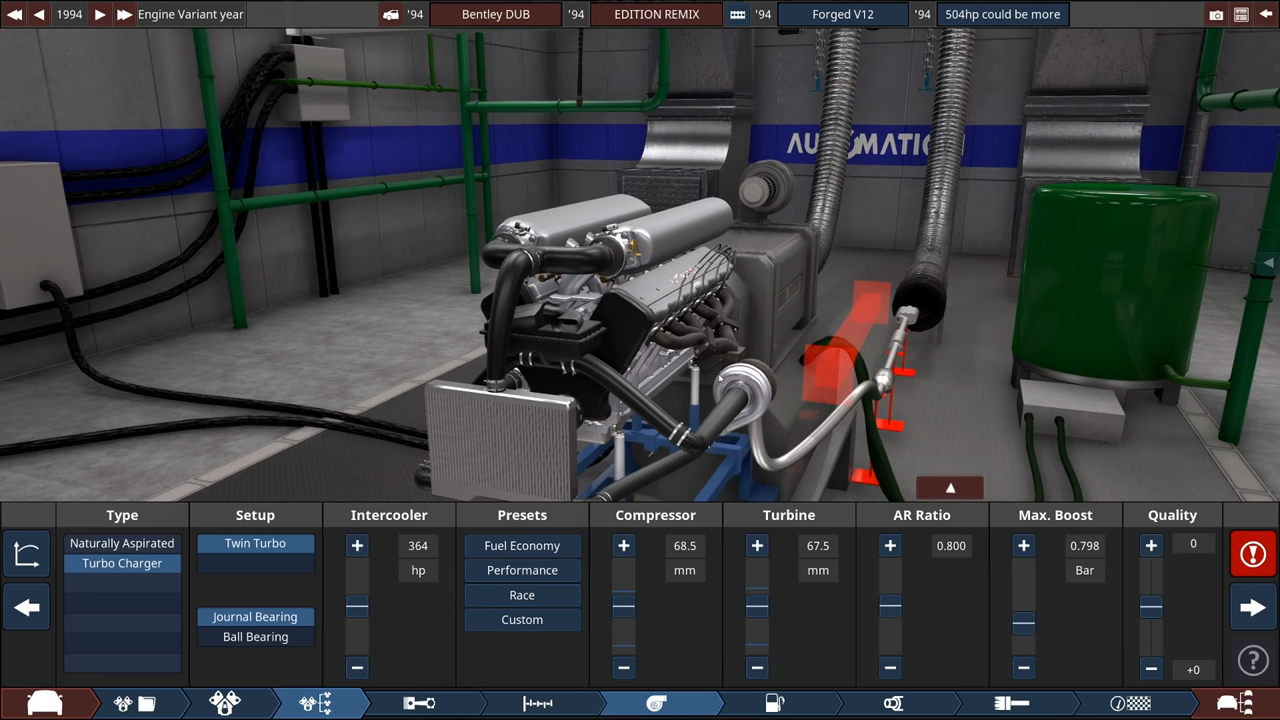 1994 Engine Variant year '94 Bentley DUB '94 EDITION REMIX '94 Forged V12 '94 504hp could be more
AUTOMATION
Type Setup Intercooler Presets Compressor Turbine AR Ratio Max. Boost Quality
Naturally Aspirated Twin Turbo 364 Fuel Economy 68.5 67.5 0.800 0.798 0
Turbo Charger hp Performance mm mm Bar
Race
Journal Bearing Custom
Ball Bearing +0